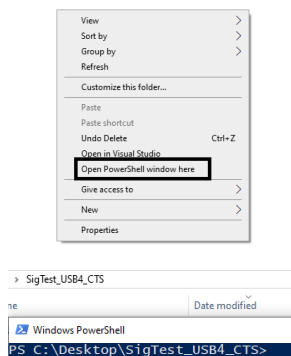 View
Sort by
Group by
Refresh
Customize this folder...
Paste
Paste shortcut
Undo Delete Ctrl+Z
Open in Visual Studio
Open PowerShell window here
Give access to
New
Properties
SigTest_USB4_CTS
Date modified
Windows PowerShell
PS C:\Desktop\SigTest_USB4_CTS>